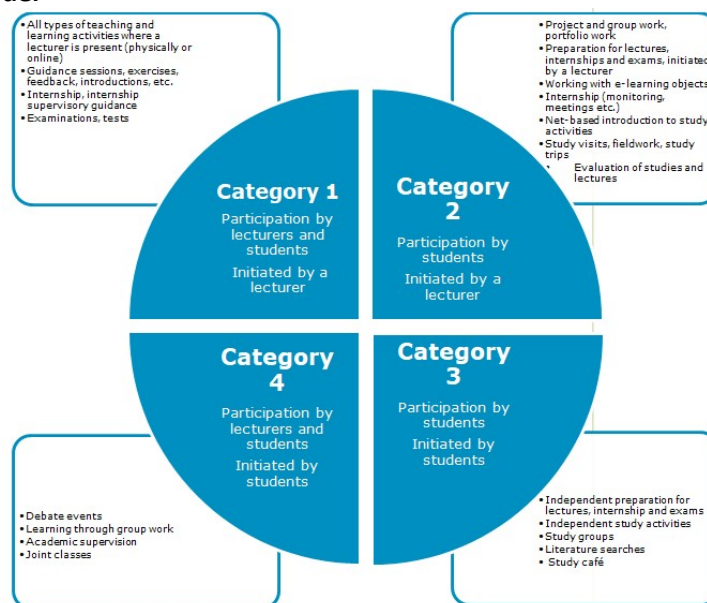 •All types of teaching and
learning activities where a
lecturer is present (physically or
online)
•Guidance sessions, exercises,
feedback, introductions, etc.
•Internship, internship
supervisory guidance
•Examinations, tests
•Project and group work,
portfolio work
•Preparation for lectures,
internships and exams, initiated
by a lecturer
•Working with e-learning objects
•Internship (monitoring,
meetings etc.)
•Net-based introduction to study
activities
•Study visits, fieldwork, study
trips
• Evaluation of studies and
lectures
Category 1
Participation by
lecturers and
students
Initiated by a
lecturer
Category
2
Participation by
students
Initiated by a
lecturer
Category
4
Participation by
lecturers and
students
Initiated by
students
Category
3
Participation by
students
Initiated by
students
•Debate events
•Learning through group work
•Academic supervision
•Joint classes
•Independent preparation for
lectures, internship and exams
•Independent study activities
•Study groups
•Literature searches
• Study café